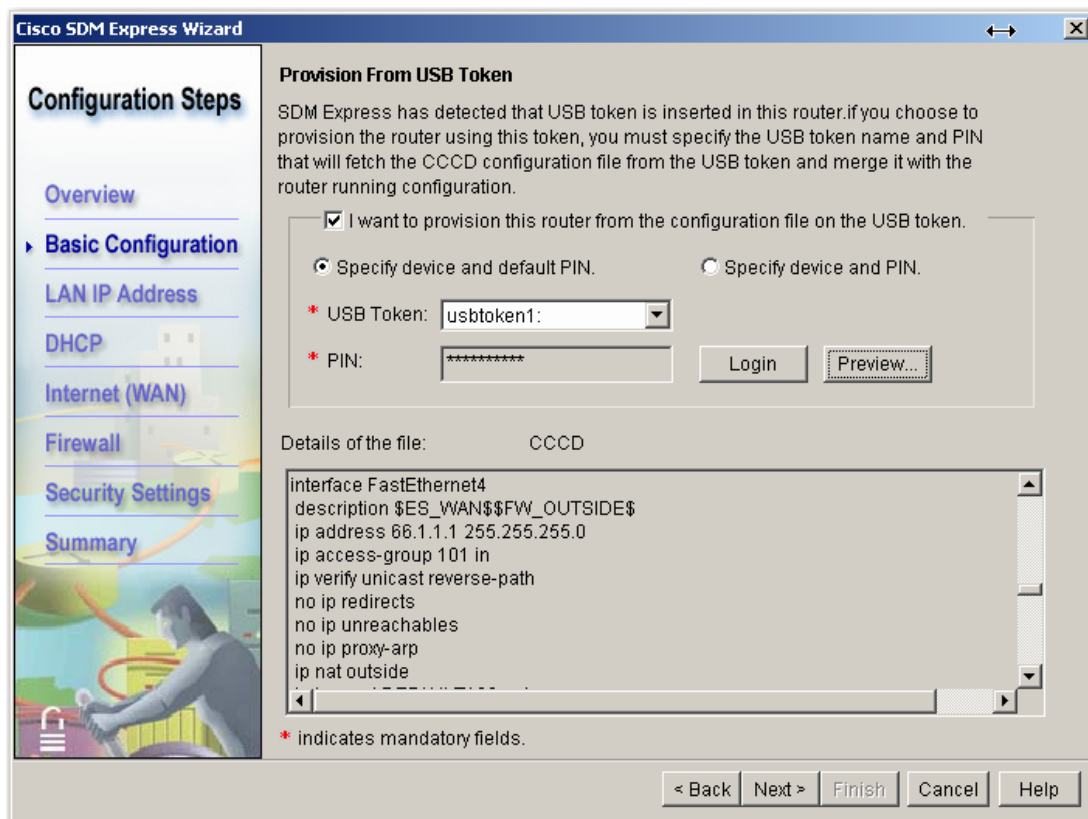 Cisco SDM Express Wizard
Configuration Steps
Overview
Basic Configuration
LAN IP Address
DHCP
Internet (WAN)
Firewall
Security Settings
Summary
Provision From USB Token
SDM Express has detected that USB token is inserted in this router.if you choose to
provision the router using this token, you must specify the USB token name and PIN
that will fetch the CCCD configuration file from the USB token and merge it with the
router running configuration.
I want to provision this router from the configuration file on the USB token.
Specify device and default PIN. Specify device and PIN.
* USB Token: usbtoken1:
* PIN: ********** Login Preview...
Details of the file: CCCD
interface FastEthernet4
description $ES_WAN$$FW_OUTSIDE$
ip address 66.1.1.1 255.255.255.0
ip access-group 101 in
ip verify unicast reverse-path
no ip redirects
no ip unreachables
no ip proxy-arp
ip nat outside
* indicates mandatory fields.
< Back Next > Finish Cancel Help